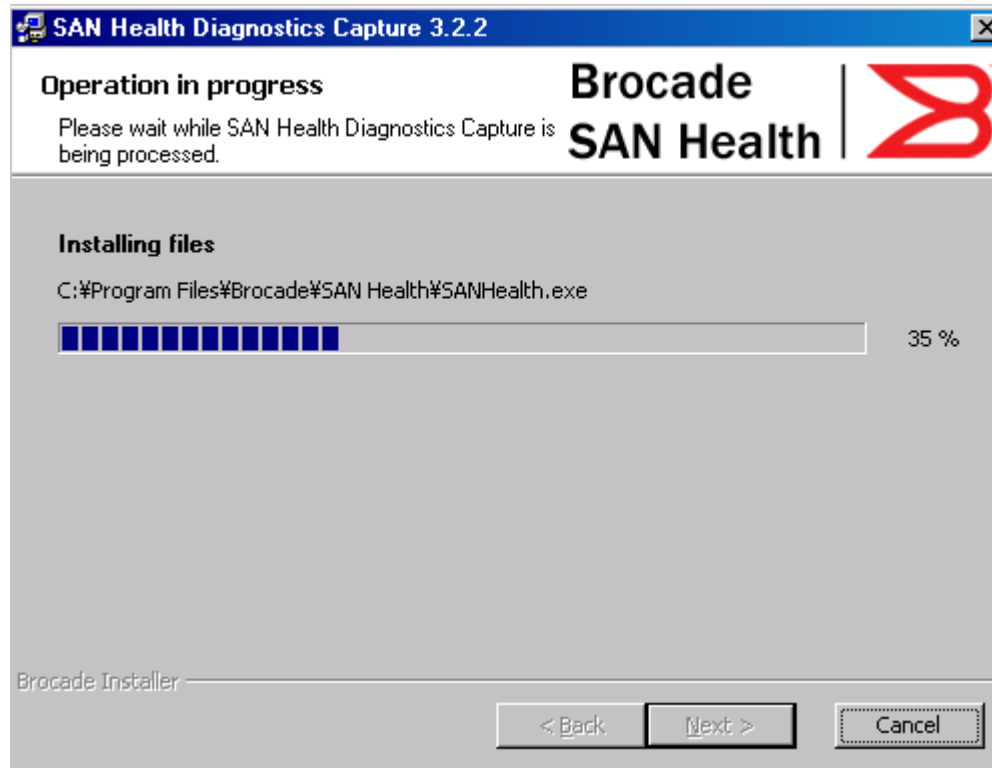 SAN Health Diagnostics Capture 3.2.2
Operation in progress
Please wait while SAN Health Diagnostics Capture is
being processed.
Brocade
SAN Health
Installing files
C:¥Program Files¥Brocade¥SAN Health¥SANHealth.exe
35 %
Brocade Installer
< Back
Next >
Cancel